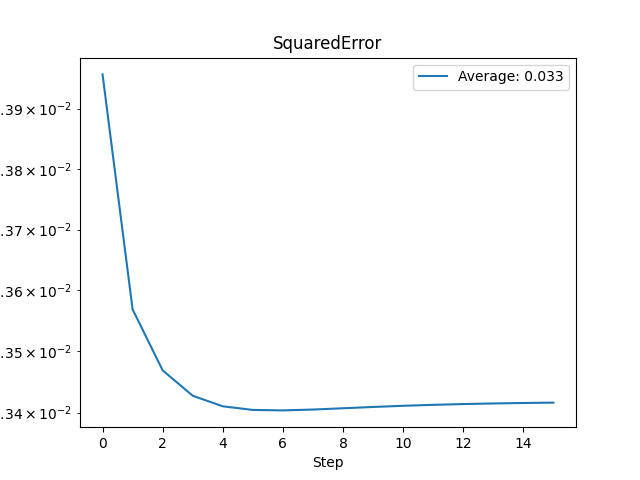 SquaredError
Average: 0.033
.39 × 10⁻²
.38 × 10⁻²
.37 × 10⁻²
.36 × 10⁻²
.35 × 10⁻²
.34 × 10⁻²
0 2 4 6 8 10 12 14
Step